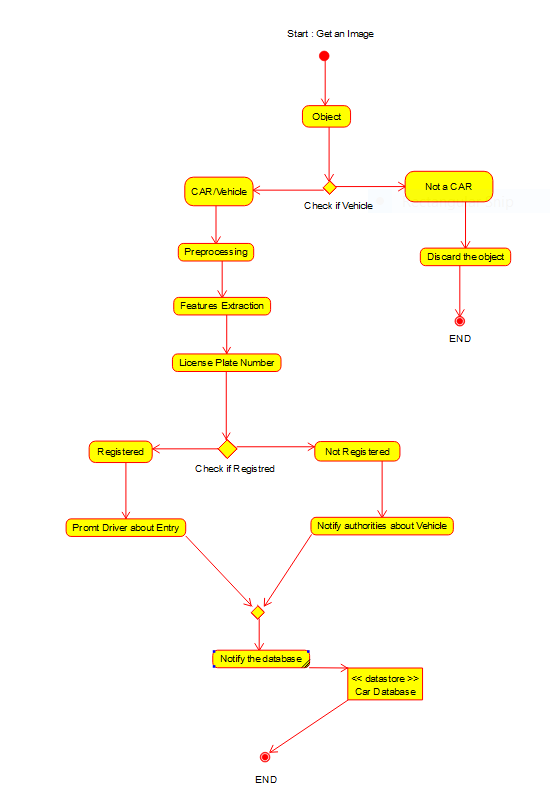 Start : Get an Image
Object
CAR/Vehicle
Not a CAR
Check if Vehicle
Preprocessing
Discard the object
Features Extraction
END
License Plate Number
Registered
Not Registered
Check if Registred
Promt Driver about Entry
Notify authorities about Vehicle
Notify the database
<< datastore >>
Car Database
END